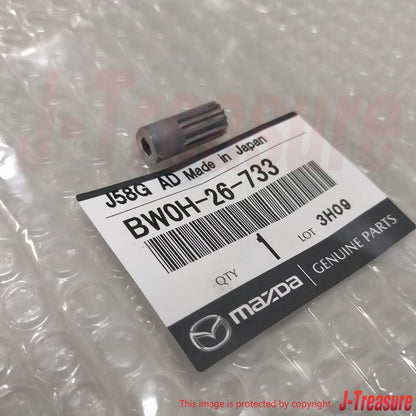 J-Treasure
J58G AD Made in Japan
BW0H-26-733
QTY 1 LOT 3H09
mazda GENUINE PARTS
This image is protected by copyright. J-Treasure